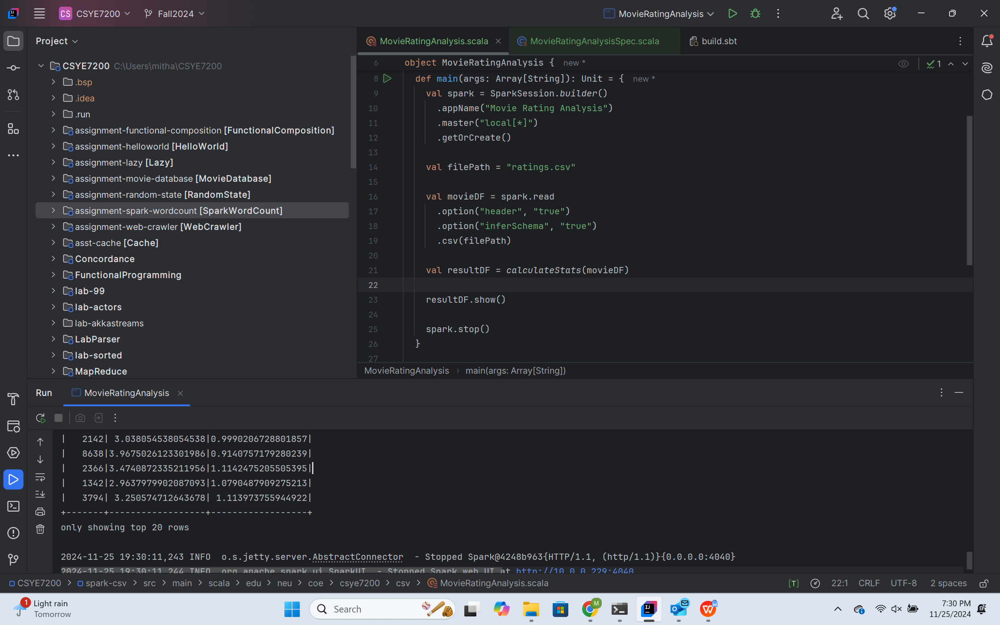 CS CSYE7200 Fall2024 MovieRatingAnalysis
Project
CSYE7200 C:\Users\mitha\CSYE7200
.bsp
.idea
.run
assignment-functional-composition [FunctionalComposition]
assignment-helloworld [HelloWorld]
assignment-lazy [Lazy]
assignment-movie-database [MovieDatabase]
assignment-random-state [RandomState]
assignment-spark-wordcount [SparkWordCount]
assignment-web-crawler [WebCrawler]
asst-cache [Cache]
Concordance
FunctionalProgramming
lab-99
lab-actors
lab-akkastreams
LabParser
lab-sorted
MapReduce
MovieRatingAnalysis.scala MovieRatingAnalysisSpec.scala build.sbt
6 object MovieRatingAnalysis { new *
1
8 def main(args: Array[String]): Unit = { new *
9 val spark = SparkSession.builder()
10 .appName("Movie Rating Analysis")
11 .master("local[*]")
12 .getOrCreate()
13
14 val filePath = "ratings.csv"
15
16 val movieDF = spark.read
17 .option("header", "true")
18 .option("inferSchema", "true")
19 .csv(filePath)
20
21 val resultDF = calculateStats(movieDF)
22
23 resultDF.show()
24
25 spark.stop()
26 }
27
MovieRatingAnalysis › main(args: Array[String])
Run MovieRatingAnalysis
| 2142| 3.038054538054538|0.9990206728801857|
| 8638|3.9675026123301986|0.9140757179280239|
| 2366|3.4740872335211956|1.1142475205505395|
| 1342|2.9637979902087093|1.0790487909275213|
| 3794| 3.250574712643678| 1.113973755944922|
+-------+------------------+------------------+
only showing top 20 rows
2024-11-25 19:30:11,243 INFO o.s.jetty.server.AbstractConnector - Stopped Spark@4248b963{HTTP/1.1, (http/1.1)}{0.0.0.0:4040}
2024-11-25 19:30:11,244 INFO org.apache.spark.ui.SparkUI - Stopped Spark web UI at http://10.0.0.229:4040
CSYE7200 > spark-csv > src > main > scala > edu > neu > coe > csye7200 > csv > MovieRatingAnalysis.scala
[T] 22:1 CRLF UTF-8 2 spaces
1 Light rain
Tomorrow
Search
M
7:30 PM
11/25/2024